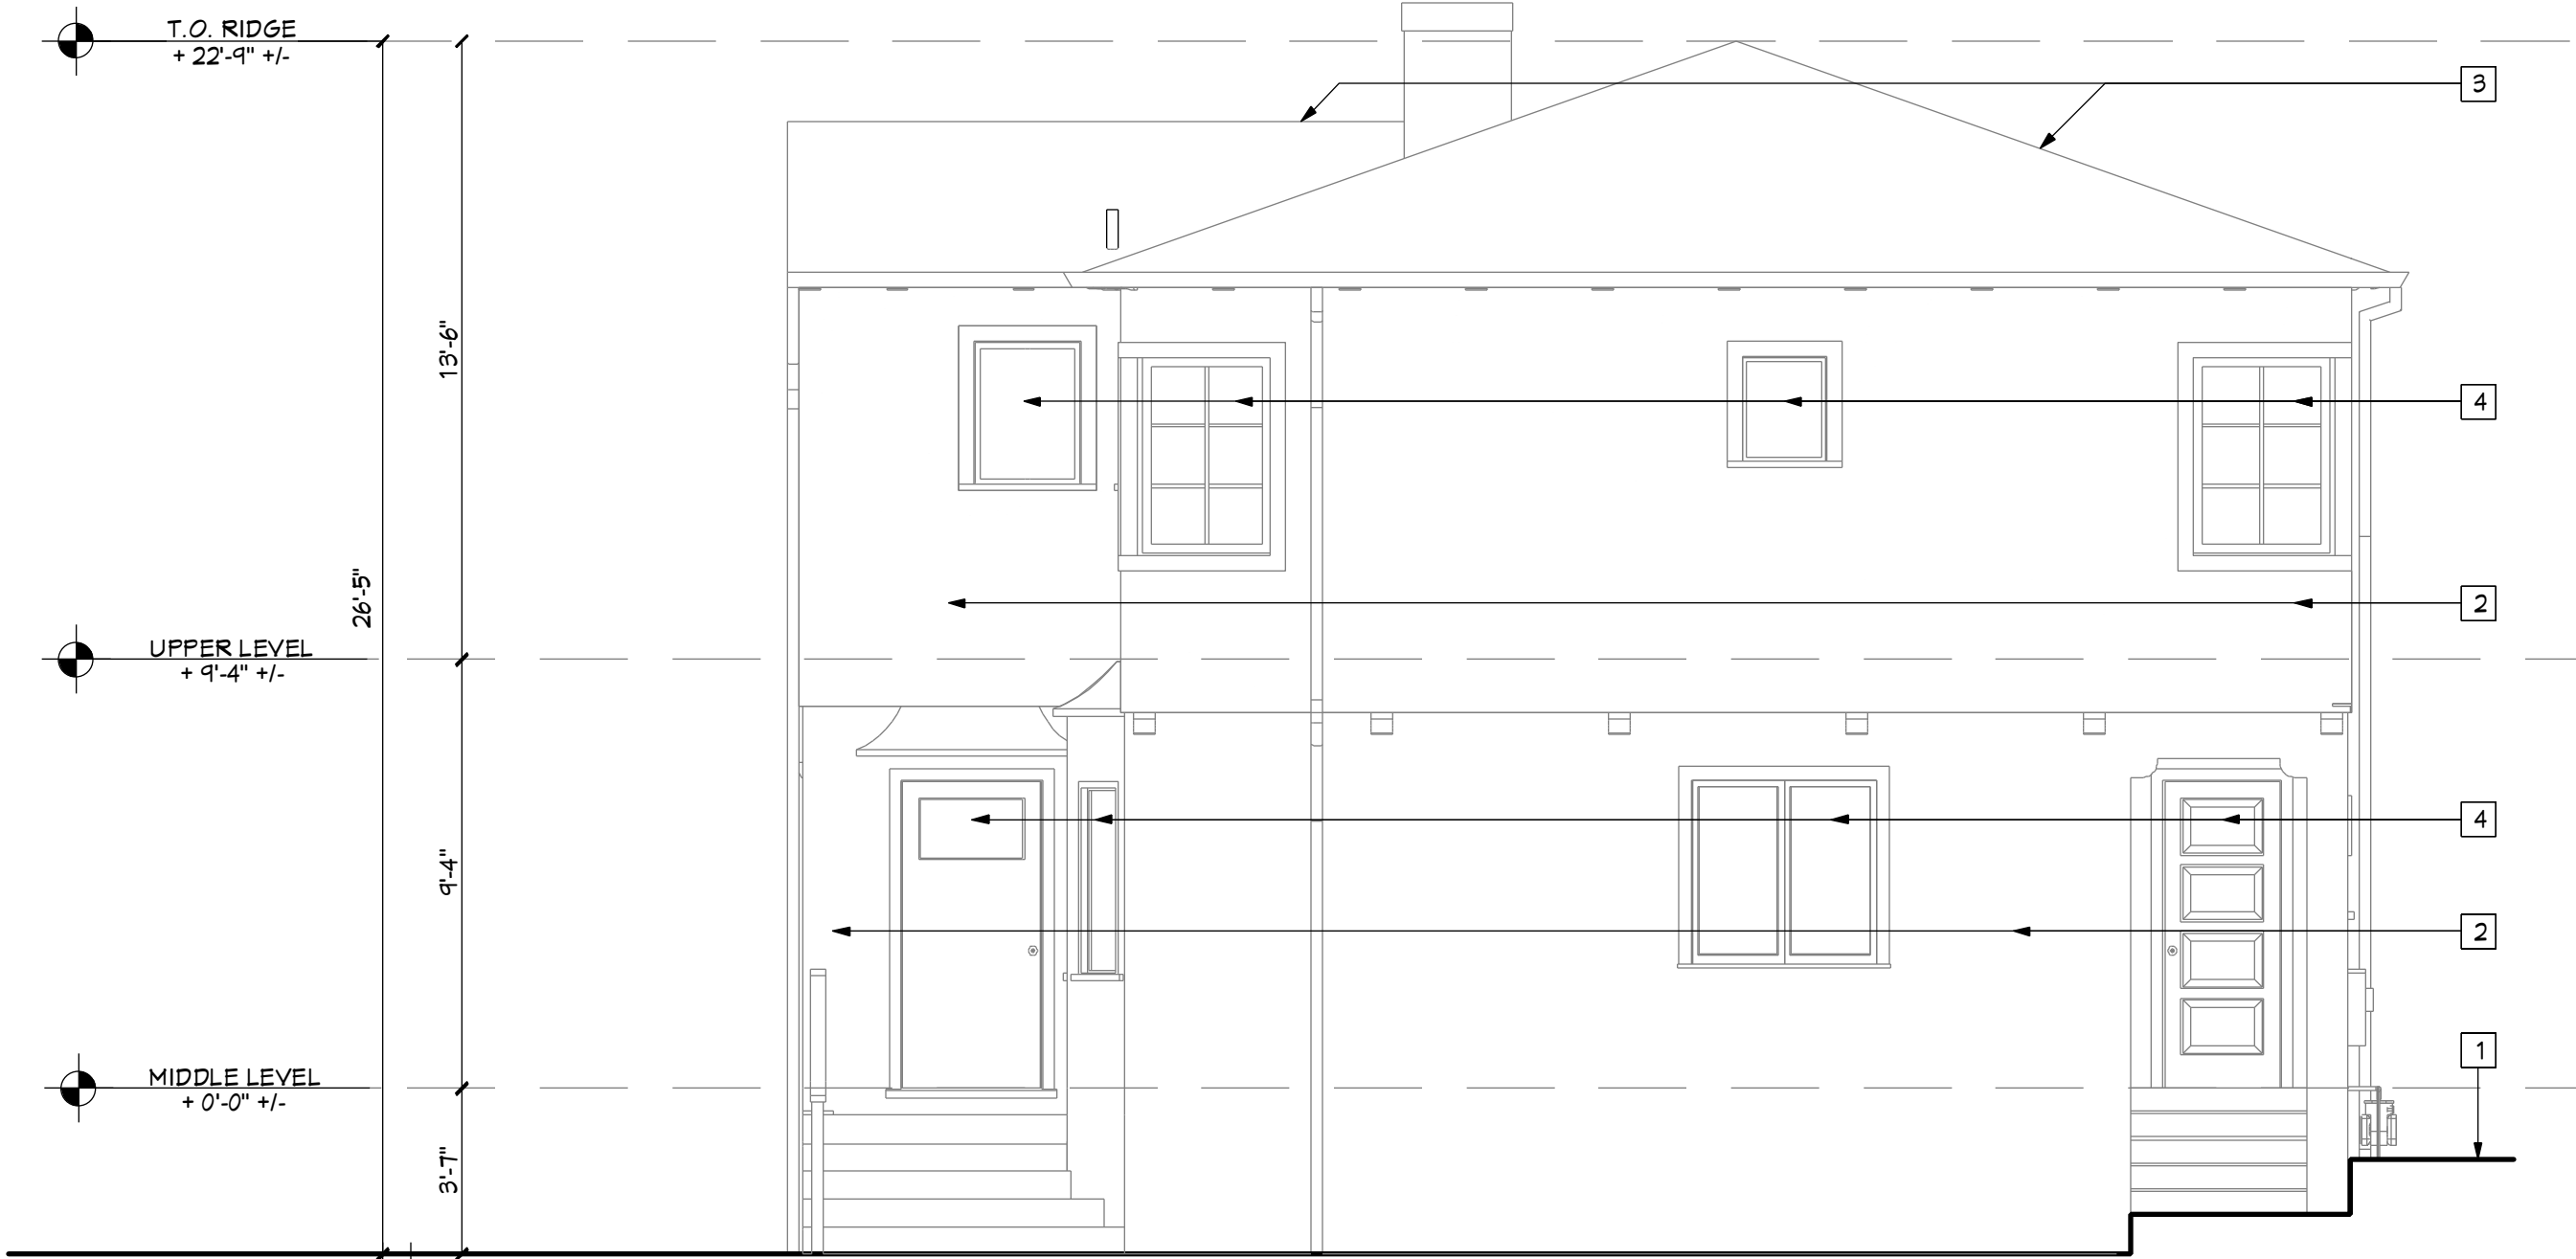 T.O. RIDGE
+ 22'-9" +/-
3
13'-6"
4
26'-5"
2
UPPER LEVEL
+ 9'-4" +/-
4
9'-4"
2
1
MIDDLE LEVEL
+ 0'-0" +/-
3'-7"